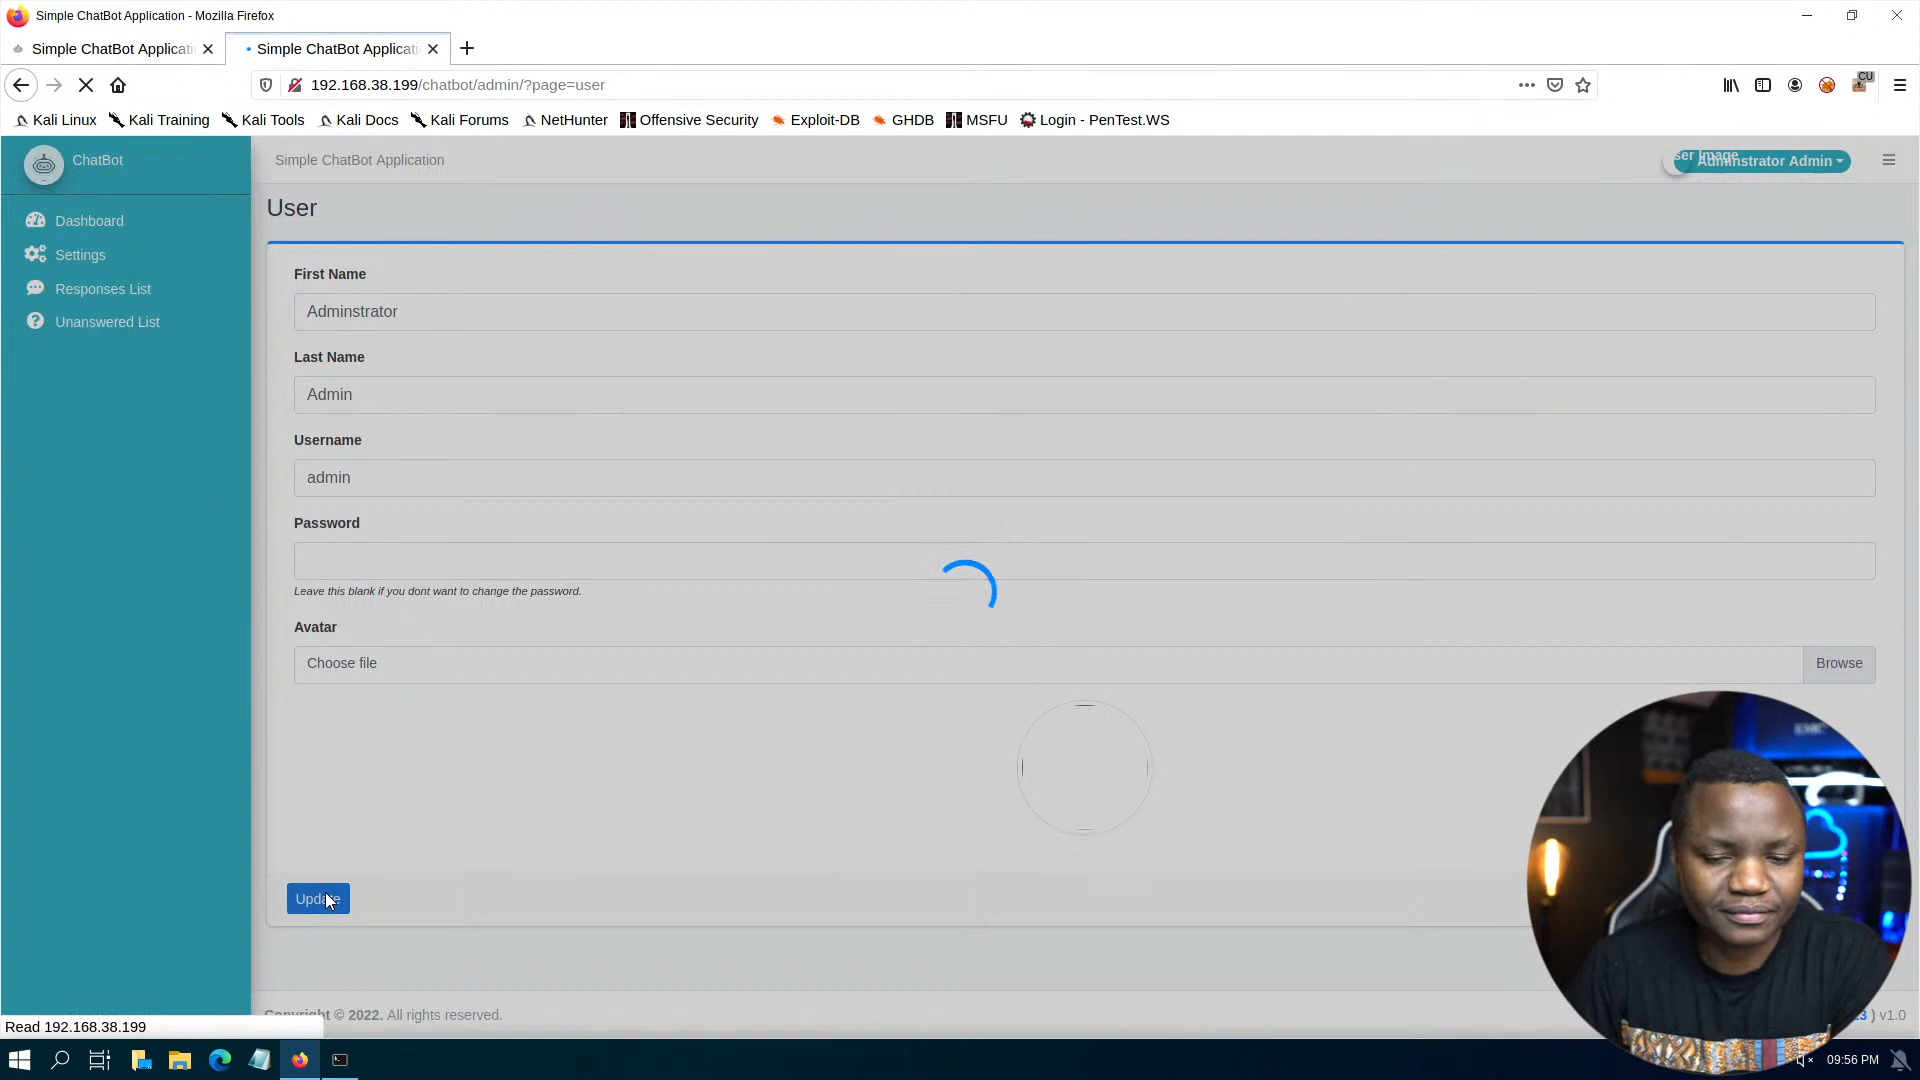 Simple ChatBot Application - Mozilla Firefox
Simple ChatBot Applicati
Simple ChatBot Applicati
192.168.38.199/chatbot/admin/?page=user
CU
Kali Linux Kali Training Kali Tools Kali Docs Kali Forums NetHunter Offensive Security Exploit-DB GHDB MSFU Login - PenTest.WS
ChatBot
Simple ChatBot Application
ser Image
Adminstrator Admin
Dashboard
Settings
Responses List
Unanswered List
User
First Name
Adminstrator
Last Name
Admin
Username
admin
Password
Leave this blank if you dont want to change the password.
Avatar
Choose file
Browse
Update
Copyright © 2022. All rights reserved.
) v1.0
Read 192.168.38.199
09:56 PM